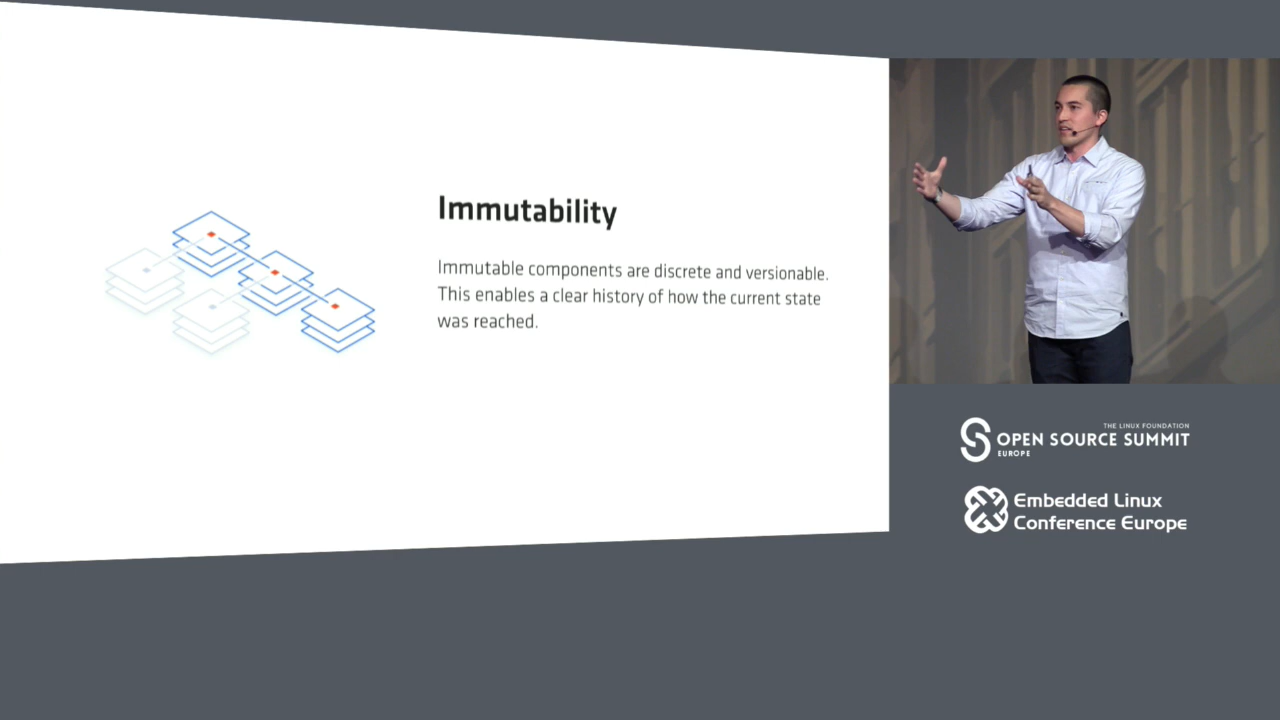 Immutability
Immutable components are discrete and versionable.
This enables a clear history of how the current state
was reached.
THE LINUX FOUNDATION
OPEN SOURCE SUMMIT
EUROPE
Embedded Linux
Conference Europe